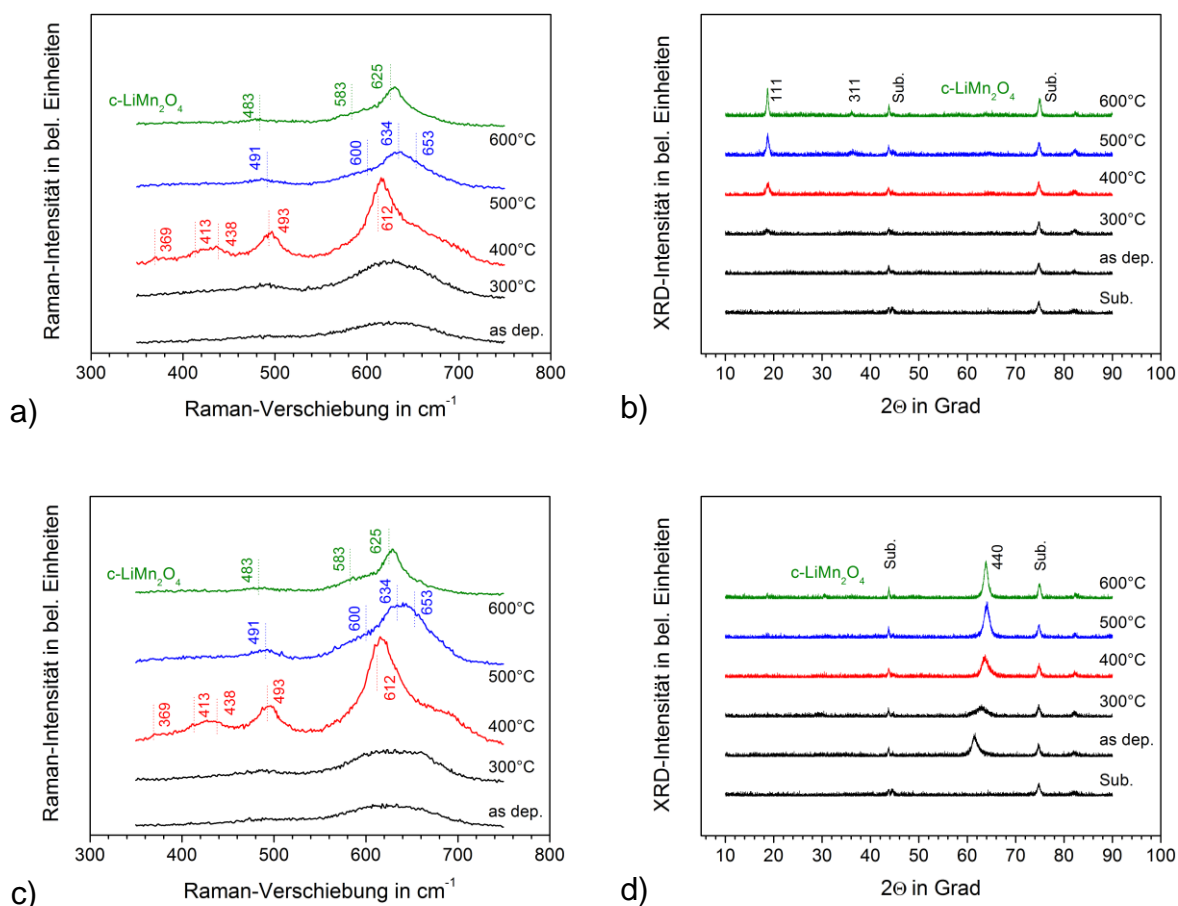 Raman-Intensität in bel. Einheiten
c-LiMn₂O₄
483
583
625
600°C
491
600
634
653
500°C
369
413
438
493
612
400°C
300°C
as dep.
300 400 500 600 700 800
Raman-Verschiebung in cm⁻¹
a)
XRD-Intensität in bel. Einheiten
111
311
Sub.
c-LiMn₂O₄
Sub.
600°C
500°C
400°C
300°C
as dep.
Sub.
10 20 30 40 50 60 70 80 90 100
2Θ in Grad
b)
Raman-Intensität in bel. Einheiten
c-LiMn₂O₄
483
583
625
600°C
491
600
634
653
500°C
369
413
438
493
612
400°C
300°C
as dep.
300 400 500 600 700 800
Raman-Verschiebung in cm⁻¹
c)
XRD-Intensität in bel. Einheiten
c-LiMn₂O₄
Sub.
440
Sub.
600°C
500°C
400°C
300°C
as dep.
Sub.
10 20 30 40 50 60 70 80 90 100
2Θ in Grad
d)